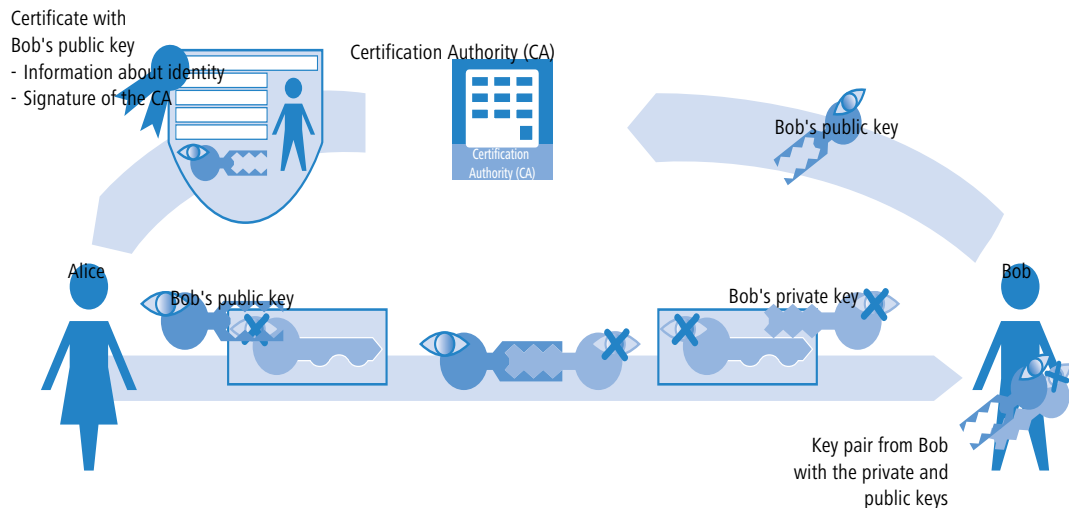 Certificate with
Bob's public key
- Information about identity
- Signature of the CA
Certification Authority (CA)
Certification
Authority (CA)
Bob's public key
Alice
Bob
Bob's public key
Bob's private key
Key pair from Bob
with the private and
public keys